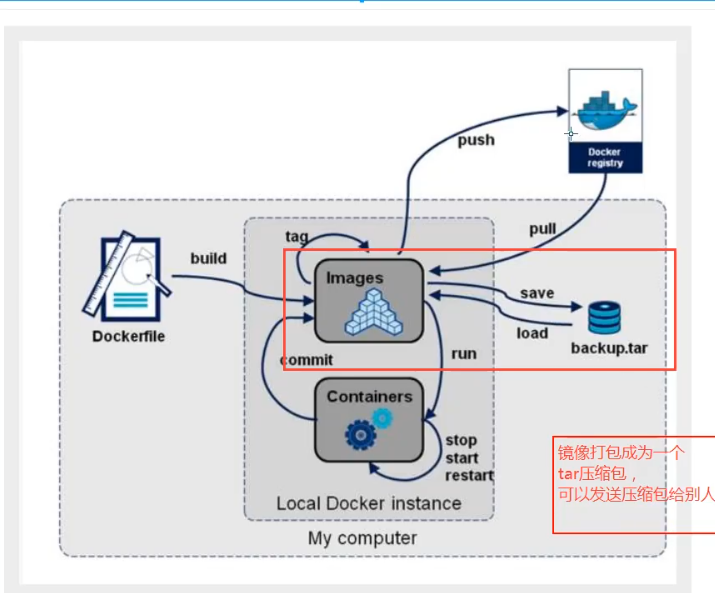 push
Docker
registry
pull
tag
build
Images
save
load
backup.tar
Dockerfile
commit
run
Containers
stop
start
restart
镜像打包成为一个
tar压缩包，
可以发送压缩包给别人
Local Docker instance
My computer